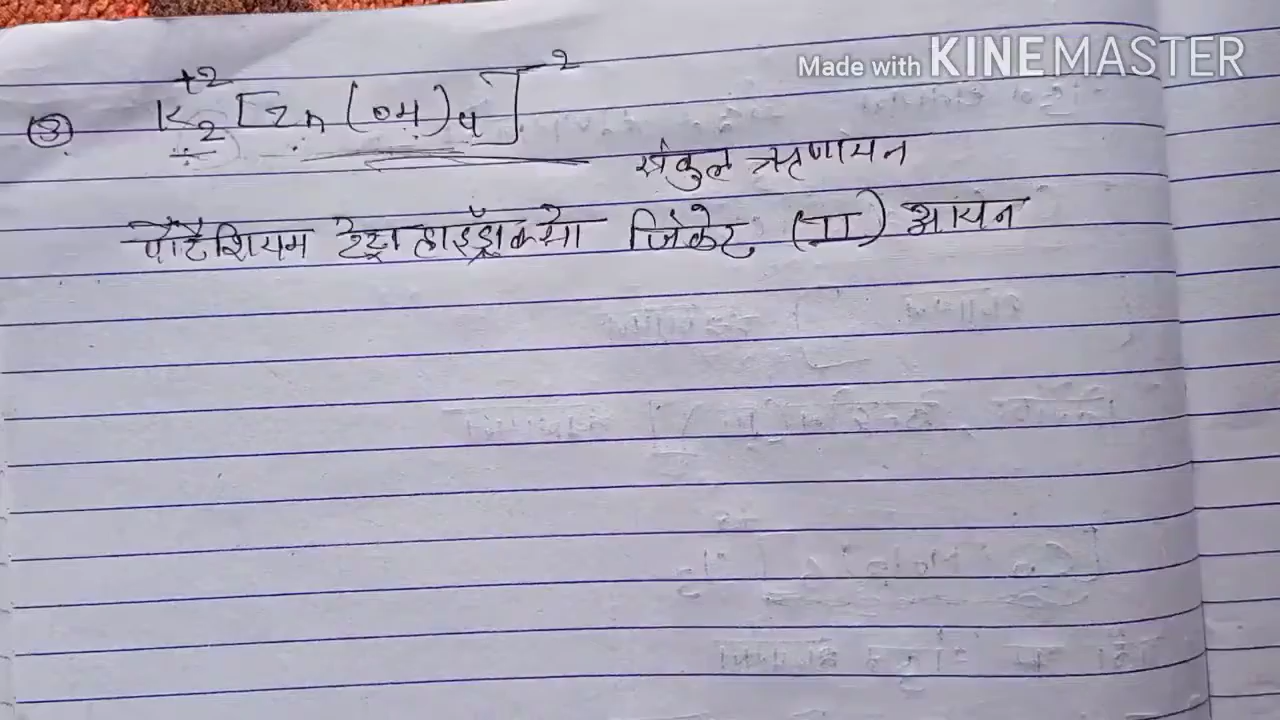 Made with KINEMASTER
+2 -2
③ K₂[Zn(OH)₄]
संकुल ऋणायन
पोटैशियम टेट्राहाइड्रॉक्सो जिंकेट (II) आयन